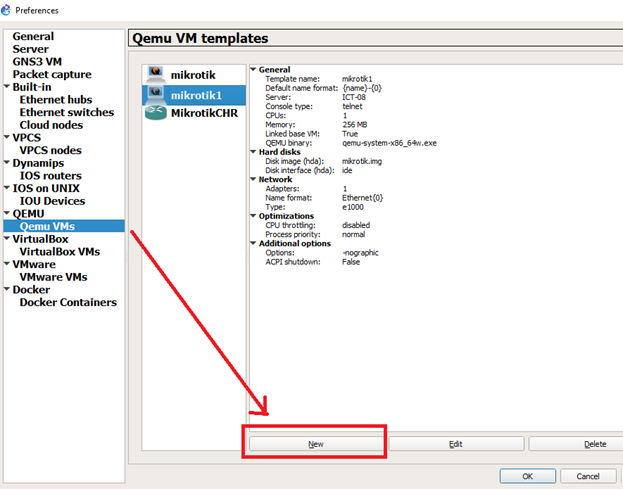 Preferences
General
Server
GNS3 VM
Packet capture
Built-in
Ethernet hubs
Ethernet switches
Cloud nodes
VPCS
VPCS nodes
Dynamips
IOS routers
IOS on UNIX
IOU Devices
QEMU
Qemu VMs
VirtualBox
VirtualBox VMs
VMware
VMware VMs
Docker
Docker Containers
Qemu VM templates
mikrotik
mikrotik1
MikrotikCHR
General
Template name: mikrotik1
Default name format: {name}-{0}
Server: ICT-08
Console type: telnet
CPUs: 1
Memory: 256 MB
Linked base VM: True
QEMU binary: qemu-system-x86_64w.exe
Hard disks
Disk image (hda): mikrotik.img
Disk interface (hda): ide
Network
Adapters: 1
Name format: Ethernet{0}
Type: e1000
Optimizations
CPU throttling: disabled
Process priority: normal
Additional options
Options: -nographic
ACPI shutdown: False
New Edit Delete
OK Cancel